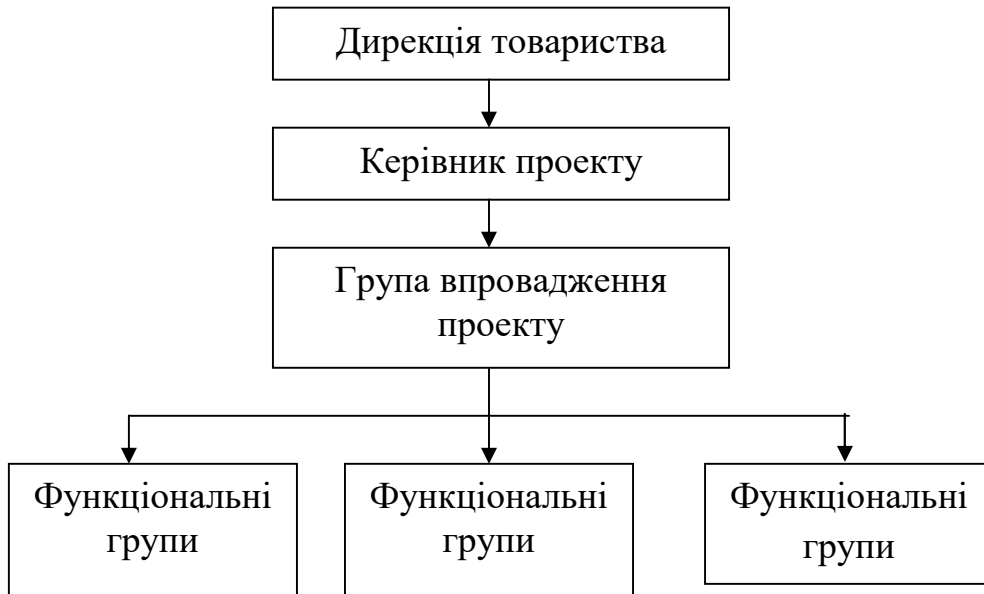 Дирекція товариства
Керівник проекту
Група впровадження
проекту
Функціональні
групи
Функціональні
групи
Функціональні
групи